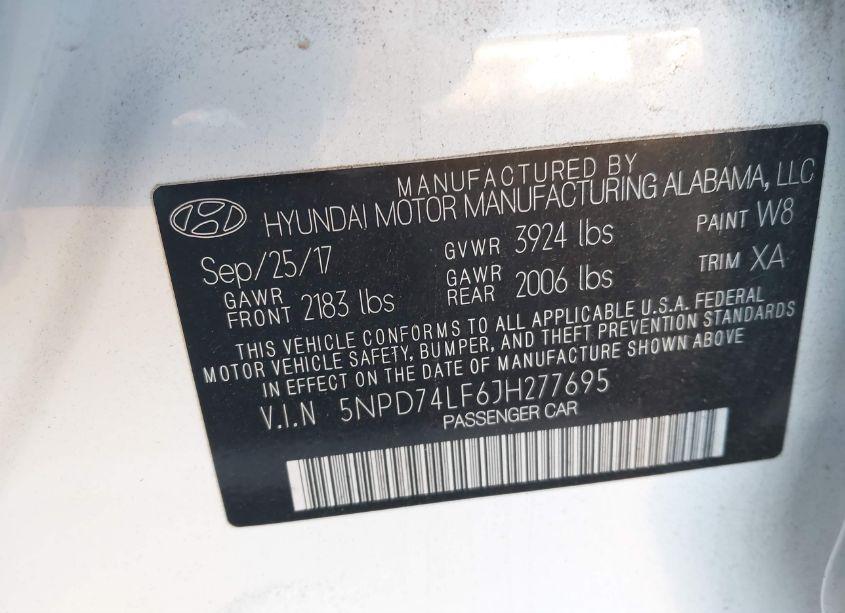 MANUFACTURED BY
HYUNDAI MOTOR MANUFACTURING ALABAMA, LLC
Sep/25/17 GVWR 3924 lbs PAINT W8
GAWR FRONT 2183 lbs GAWR REAR 2006 lbs TRIM XA
THIS VEHICLE CONFORMS TO ALL APPLICABLE U.S.A. FEDERAL
MOTOR VEHICLE SAFETY, BUMPER, AND THEFT PREVENTION STANDARDS
IN EFFECT ON THE DATE OF MANUFACTURE SHOWN ABOVE
V.I.N 5NPD74LF6JH277695
PASSENGER CAR